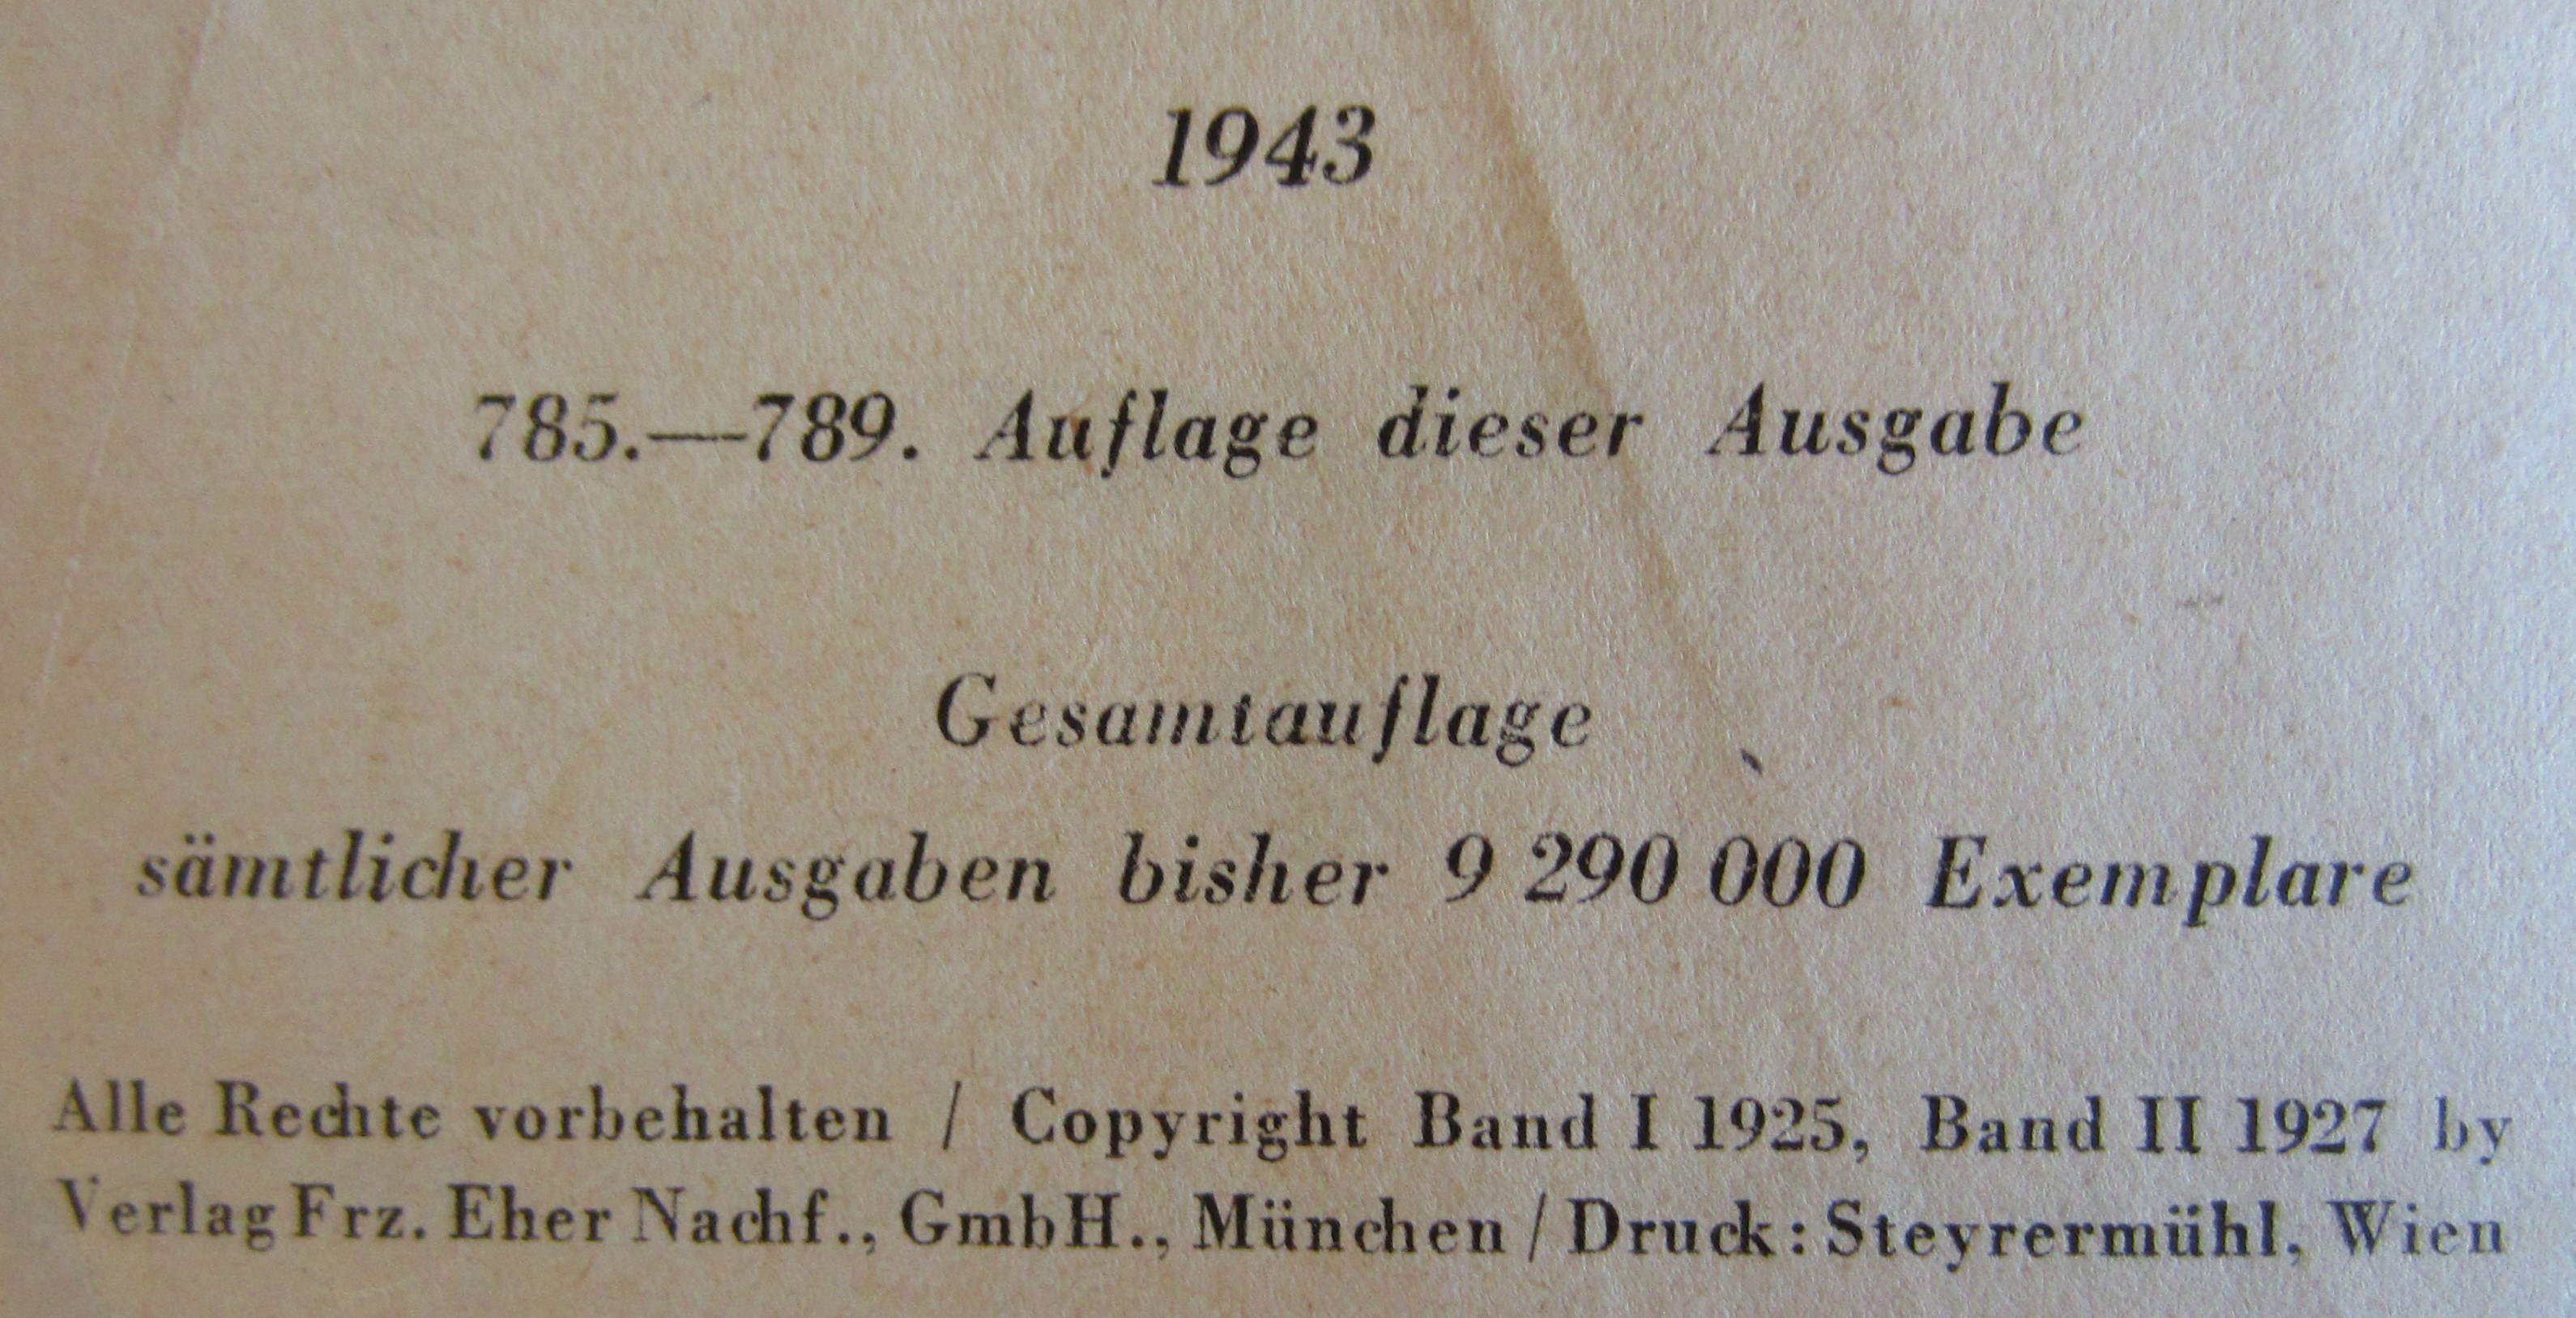 1943
785.—789. Auflage dieser Ausgabe
Gesamtauflage
sämtlicher Ausgaben bisher 9 290 000 Exemplare
Alle Rechte vorbehalten / Copyright Band I 1925, Band II 1927 by
Verlag Frz. Eher Nachf., GmbH., München / Druck: Steyrermühl, Wien